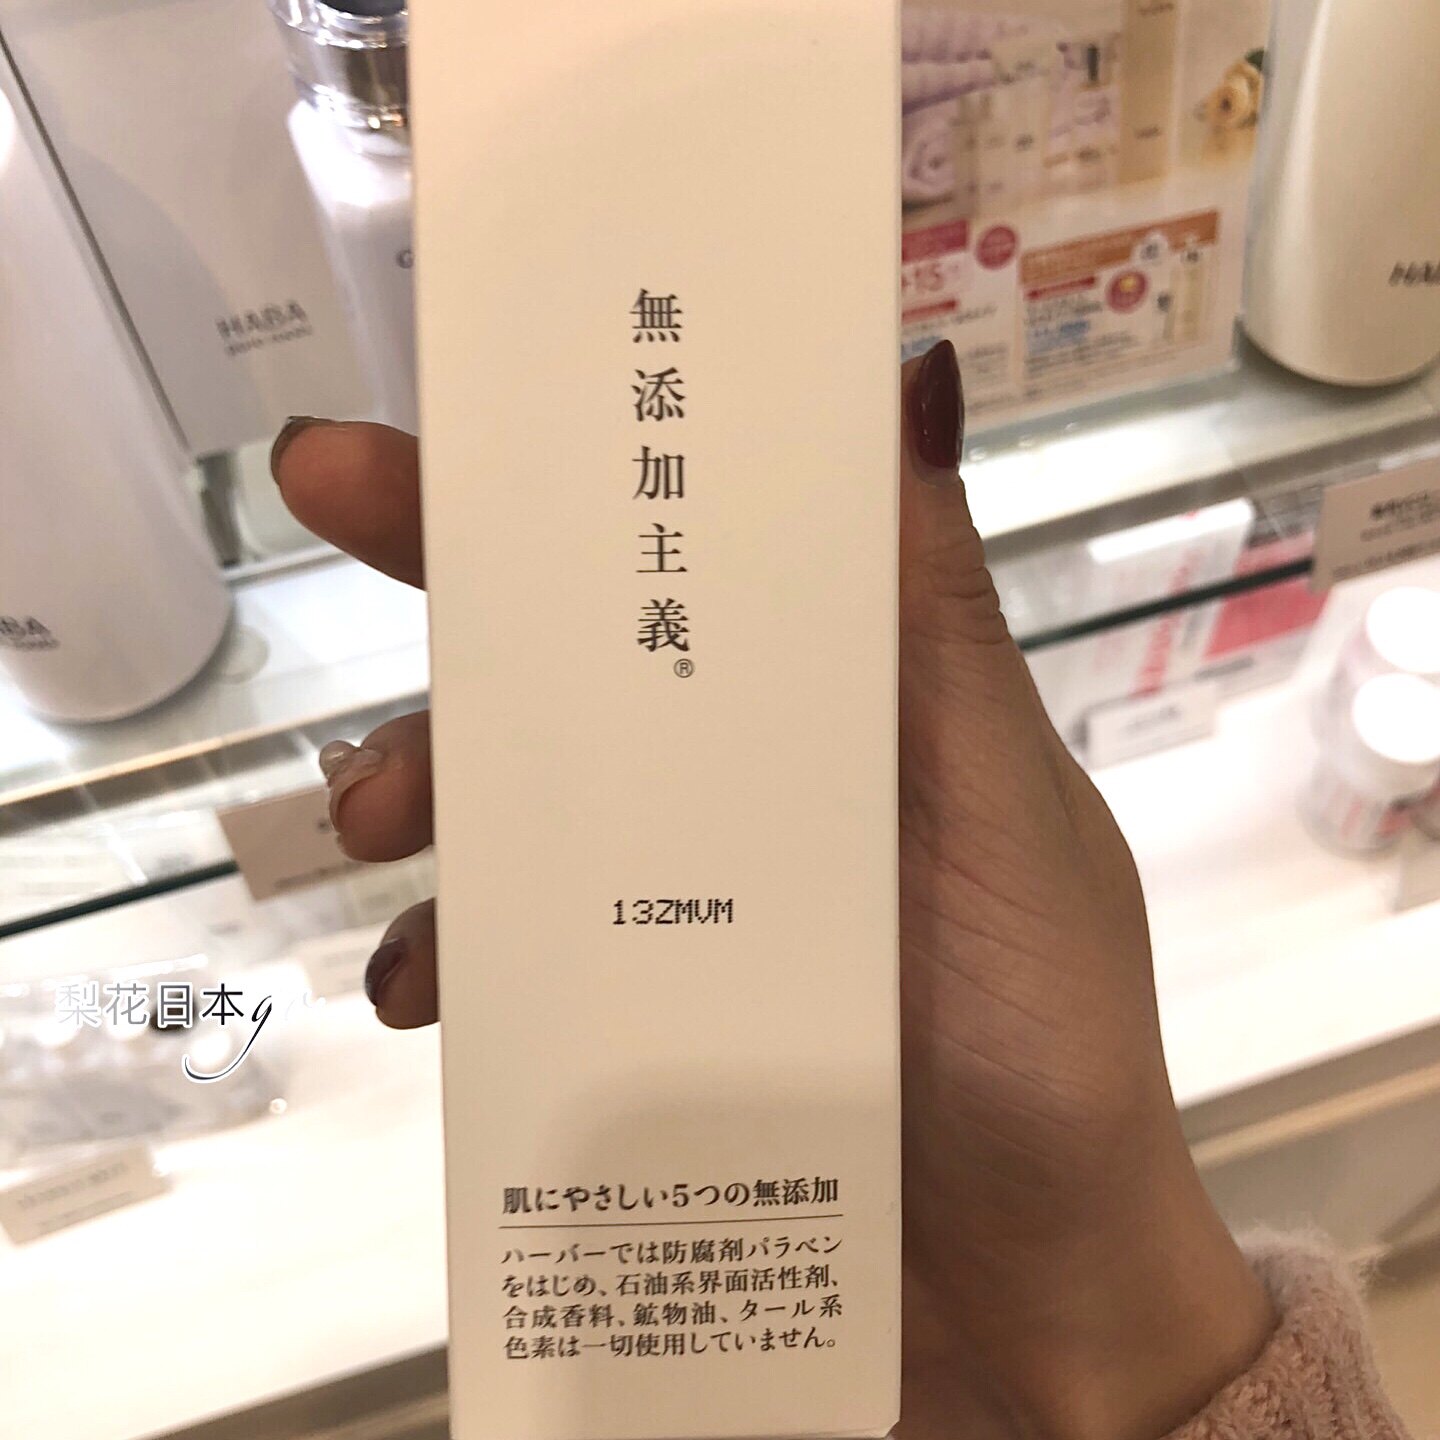 無添加主義®
13ZMVM
肌にやさしい5つの無添加
ハーバーでは防腐剤パラベン
をはじめ、石油系界面活性剤、
合成香料、鉱物油、タール系
色素は一切使用していません。
HABA
+15
梨花日本g